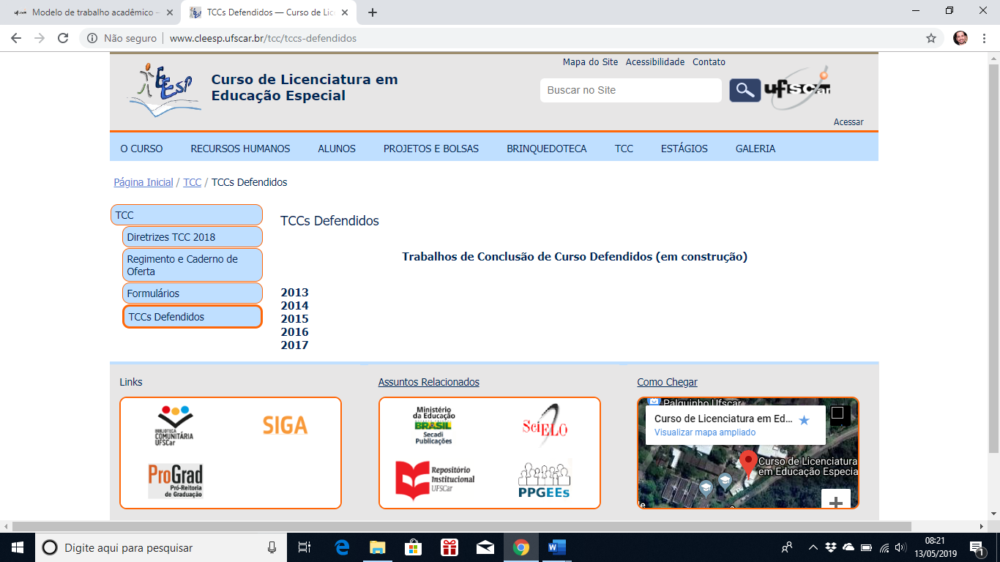 Modelo de trabalho acadêmico –
TCCs Defendidos — Curso de Lic
Não seguro
www.cleesp.ufscar.br/tcc/tccs-defendidos
Mapa do Site Acessibilidade Contato
Curso de Licenciatura em
Educação Especial
Buscar no Site
ufscar
Acessar
O CURSO RECURSOS HUMANOS ALUNOS PROJETOS E BOLSAS BRINQUEDOTECA TCC ESTÁGIOS GALERIA
Página Inicial / TCC / TCCs Defendidos
TCC
Diretrizes TCC 2018
Regimento e Caderno de
Oferta
Formulários
TCCs Defendidos
TCCs Defendidos
Trabalhos de Conclusão de Curso Defendidos (em construção)
2013
2014
2015
2016
2017
Links
BIBLIOTECA
COMUNITÁRIA
UFSCar
SIGA
ProGrad
Pró-Reitoria
de Graduação
Assuntos Relacionados
Ministério
da Educação
BRASIL
Secadi
Publicações
SciELO
Repositório
Institucional
UFSCar
PPGEEs
Como Chegar
Palquinho Ufscar
Curso de Licenciatura em Ed...
Visualizar mapa ampliado
Curso de Licenciatura
em Educação Especia
Digite aqui para pesquisar
08:21
13/05/2019
1